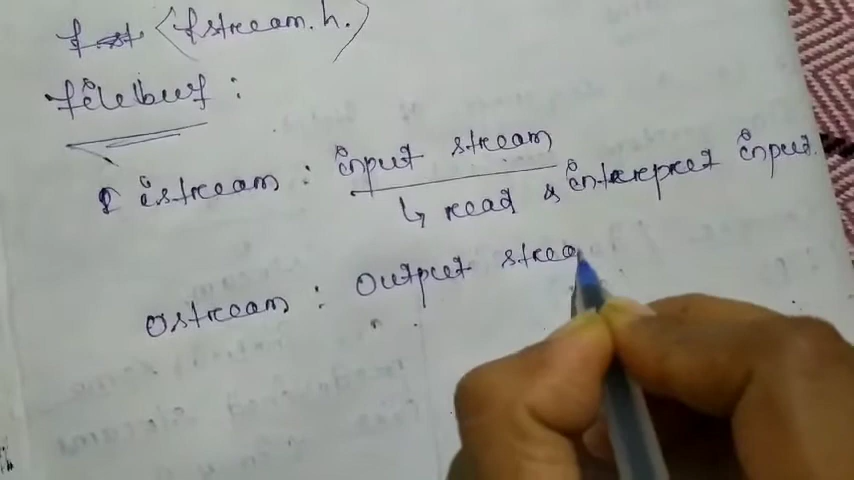 <fstream.h.>
filebuf :
istream : input stream
↳ read & interpret input.
ostream : output strea